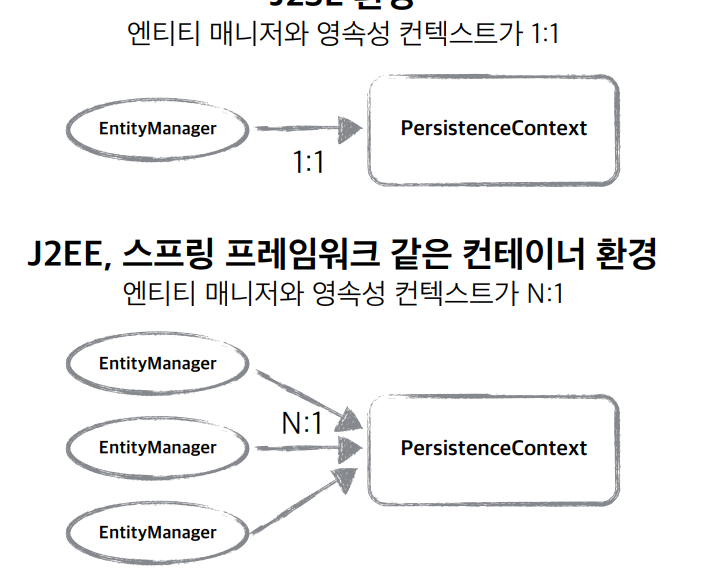 엔티티 매니저와 영속성 컨텍스트가 1:1
EntityManager
PersistenceContext
1:1
J2EE, 스프링 프레임워크 같은 컨테이너 환경
엔티티 매니저와 영속성 컨텍스트가 N:1
EntityManager
N:1
EntityManager
PersistenceContext
EntityManager